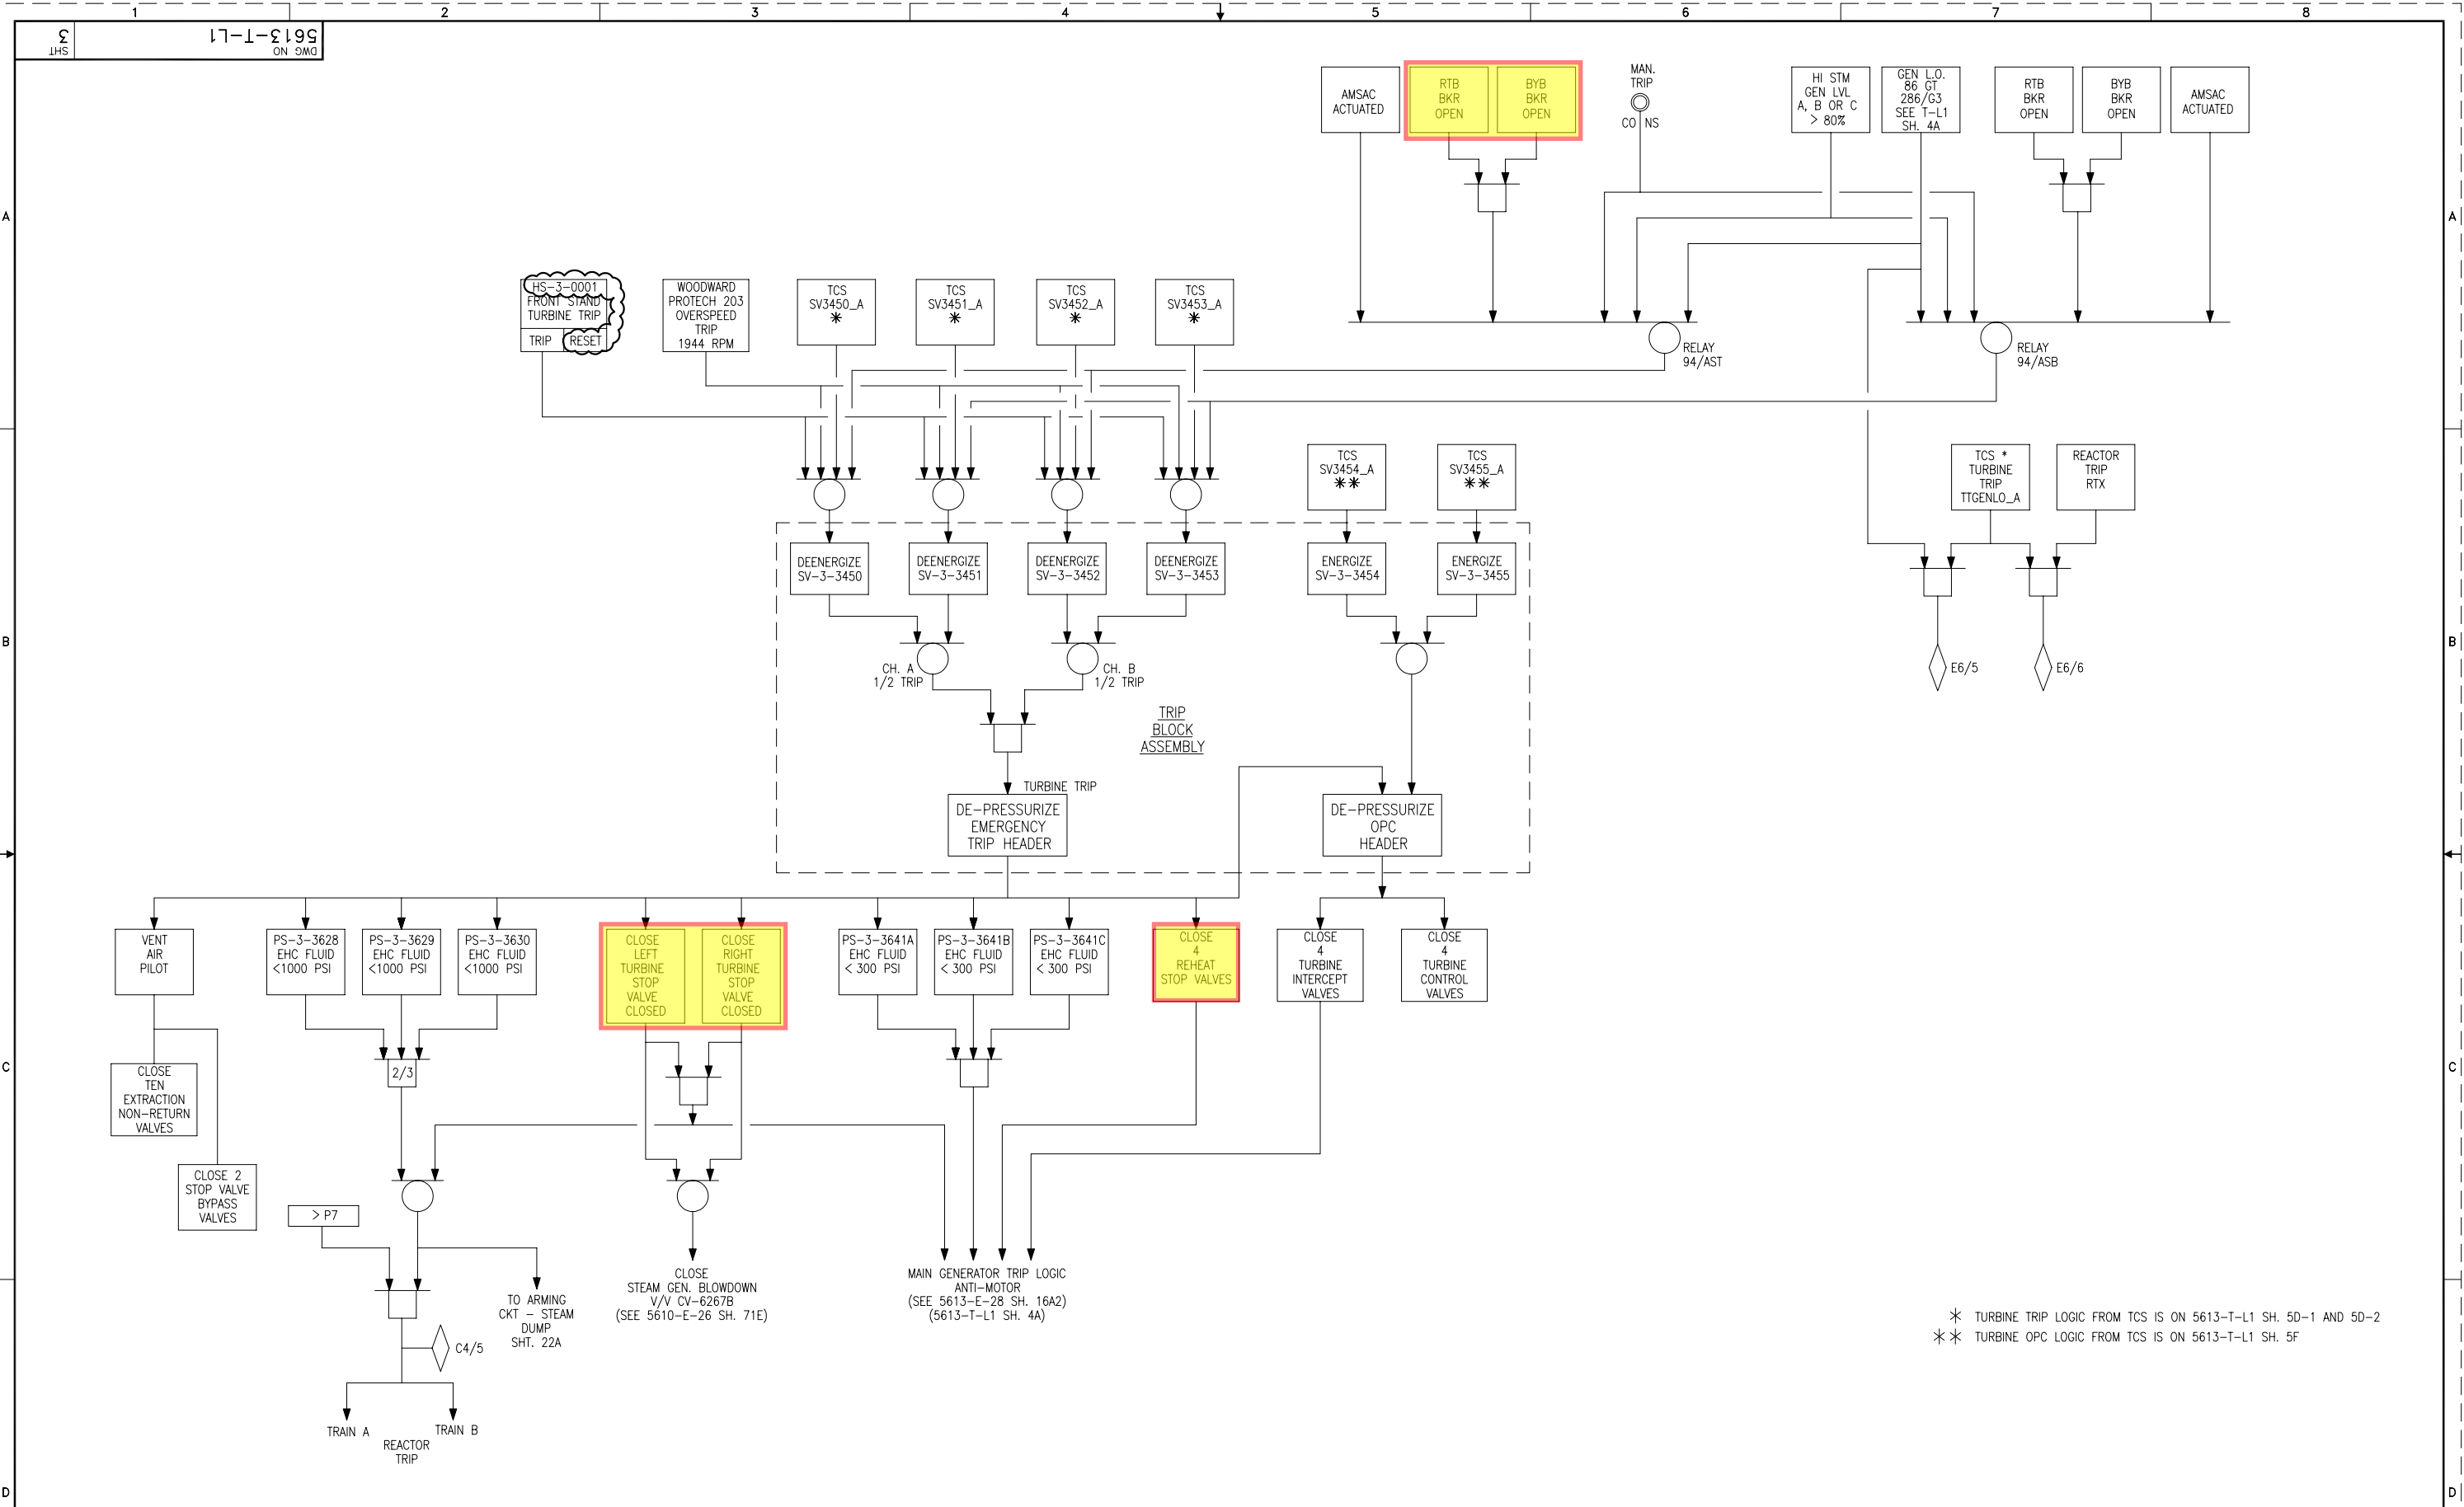 1 2 3 4 5 6 7 8
DWG NO
5613-T-L1
SHT
3
AMSAC
ACTUATED
RTB
BKR
OPEN
BYB
BKR
OPEN
MAN.
TRIP
CO NS
HI STM
GEN LVL
A, B OR C
> 80%
GEN L.O.
86 GT
286/G3
SEE T-L1
SH. 4A
RTB
BKR
OPEN
BYB
BKR
OPEN
AMSAC
ACTUATED
A
A
HS-3-0001
FRONT STAND
TURBINE TRIP
TRIP
RESET
WOODWARD
PROTECH 203
OVERSPEED
TRIP
1944 RPM
TCS
SV3450_A
*
TCS
SV3451_A
*
TCS
SV3452_A
*
TCS
SV3453_A
*
RELAY
94/AST
RELAY
94/ASB
TCS
SV3454_A
**
TCS
SV3455_A
**
TCS *
TURBINE
TRIP
TTGENLO_A
REACTOR
TRIP
RTX
DEENERGIZE
SV-3-3450
DEENERGIZE
SV-3-3451
DEENERGIZE
SV-3-3452
DEENERGIZE
SV-3-3453
ENERGIZE
SV-3-3454
ENERGIZE
SV-3-3455
B
B
CH. A
1/2 TRIP
CH. B
1/2 TRIP
E6/5
E6/6
TRIP
BLOCK
ASSEMBLY
TURBINE TRIP
DE-PRESSURIZE
EMERGENCY
TRIP HEADER
DE-PRESSURIZE
OPC
HEADER
VENT
AIR
PILOT
PS-3-3628
EHC FLUID
<1000 PSI
PS-3-3629
EHC FLUID
<1000 PSI
PS-3-3630
EHC FLUID
<1000 PSI
CLOSE
LEFT
TURBINE
STOP
VALVE
CLOSED
CLOSE
RIGHT
TURBINE
STOP
VALVE
CLOSED
PS-3-3641A
EHC FLUID
< 300 PSI
PS-3-3641B
EHC FLUID
< 300 PSI
PS-3-3641C
EHC FLUID
< 300 PSI
CLOSE
4
REHEAT
STOP VALVES
CLOSE
4
TURBINE
INTERCEPT
VALVES
CLOSE
4
TURBINE
CONTROL
VALVES
C
C
2/3
CLOSE
TEN
EXTRACTION
NON-RETURN
VALVES
CLOSE 2
STOP VALVE
BYPASS
VALVES
> P7
TO ARMING
CKT - STEAM
DUMP
SHT. 22A
CLOSE
STEAM GEN. BLOWDOWN
V/V CV-6267B
(SEE 5610-E-26 SH. 71E)
MAIN GENERATOR TRIP LOGIC
ANTI-MOTOR
(SEE 5613-E-28 SH. 16A2)
(5613-T-L1 SH. 4A)
* TURBINE TRIP LOGIC FROM TCS IS ON 5613-T-L1 SH. 5D-1 AND 5D-2
** TURBINE OPC LOGIC FROM TCS IS ON 5613-T-L1 SH. 5F
C4/5
TRAIN A
TRAIN B
REACTOR
TRIP
D
D